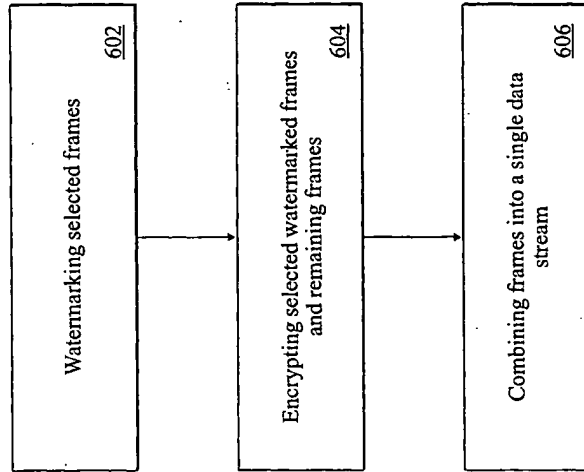 Watermarking selected frames
602
Encrypting selected watermarked frames
and remaining frames
604
Combining frames into a single data
stream
606